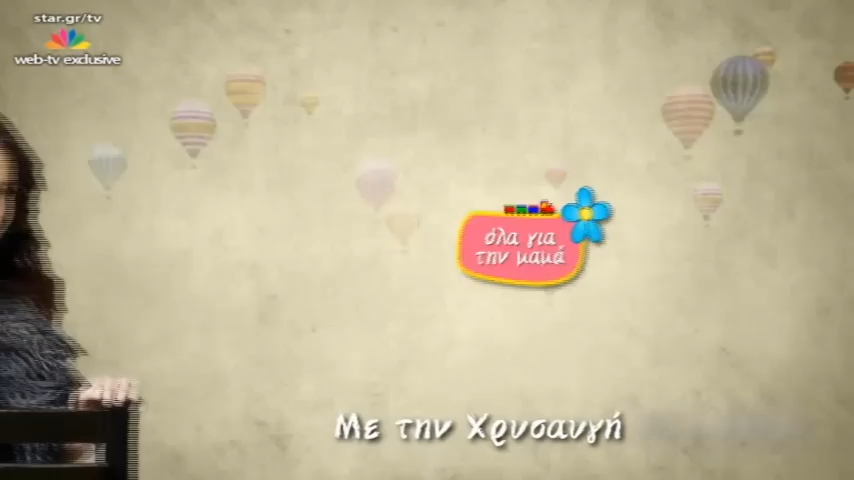 star.gr/tv
web-tv exclusive
όλα για
την μαμά
Με την Χρυσαυγή